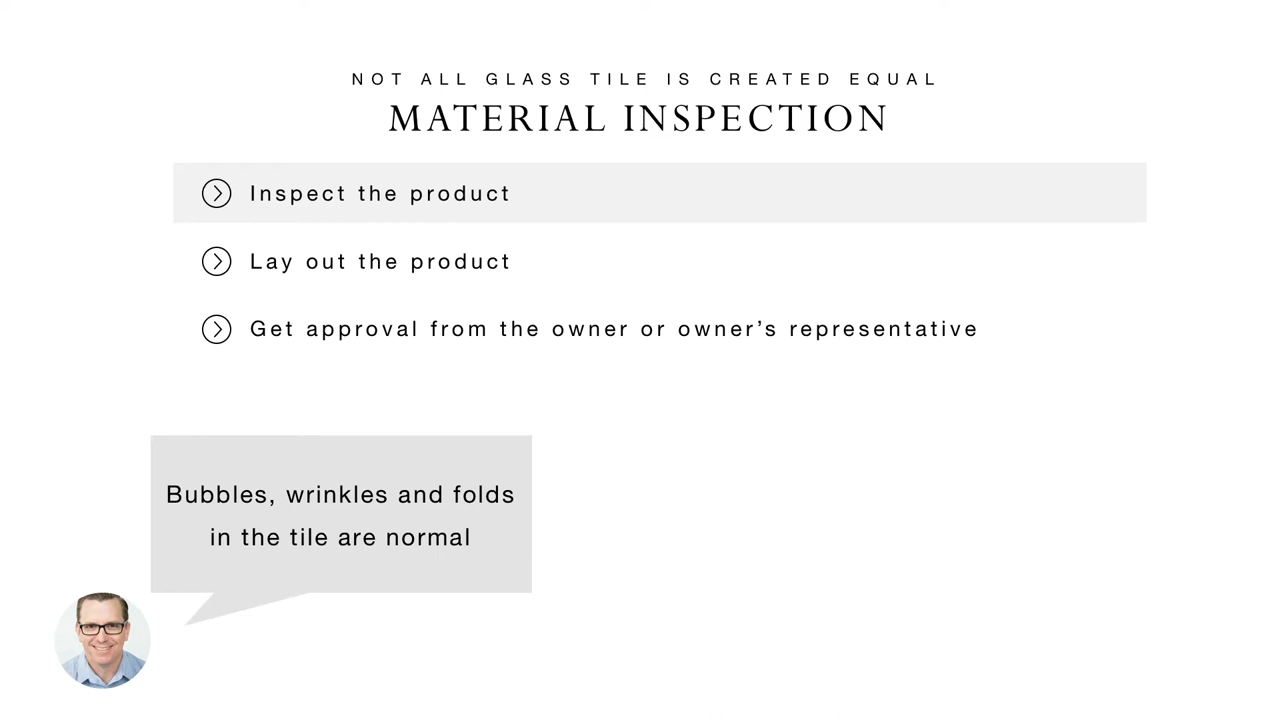 NOT ALL GLASS TILE IS CREATED EQUAL
MATERIAL INSPECTION
Inspect the product
Lay out the product
Get approval from the owner or owner’s representative
Bubbles, wrinkles and folds
in the tile are normal